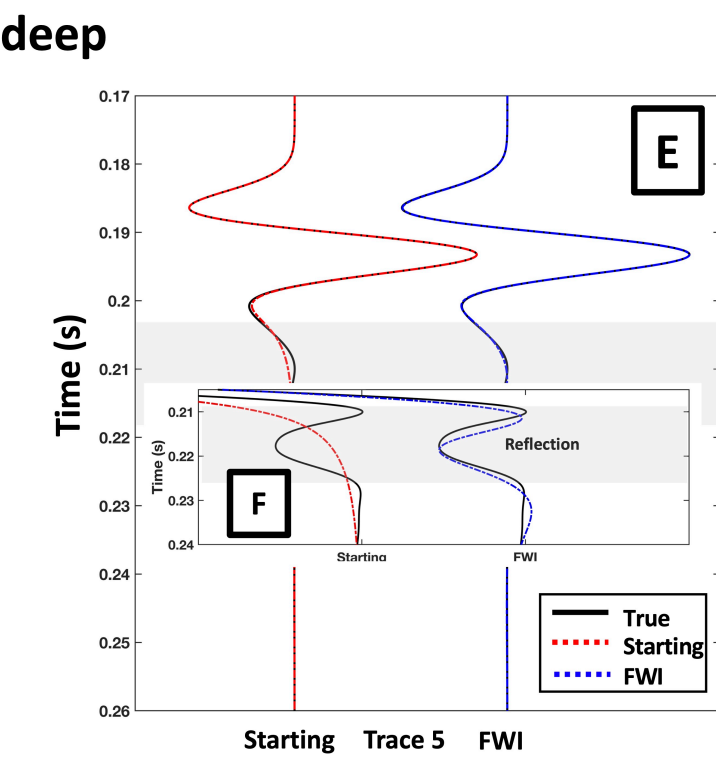 deep
0.17
E
0.18
0.19
0.2
Time (s)
0.21
0.22
0.23
0.24
0.25
0.26
0.21
Reflection
Time (s)
0.22
F
0.23
0.24
Starting FWI
True
Starting
FWI
Starting Trace 5 FWI